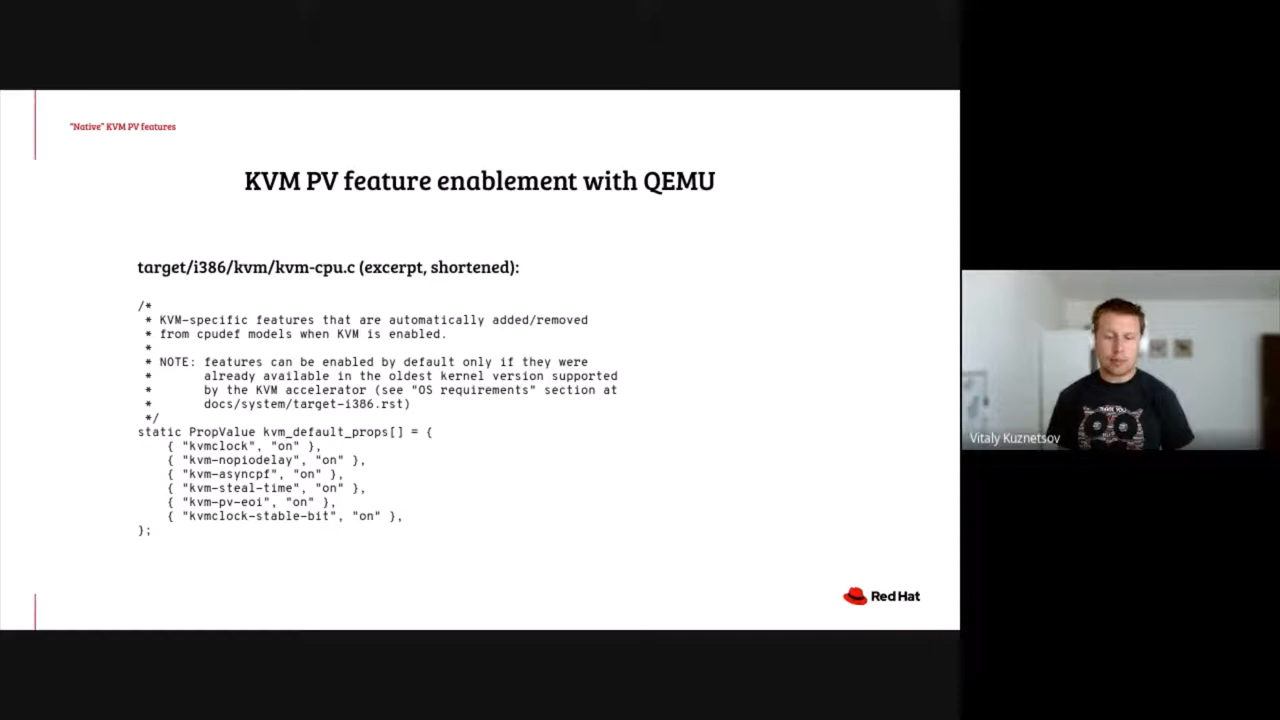 "Native" KVM PV features
KVM PV feature enablement with QEMU
target/i386/kvm/kvm-cpu.c (excerpt, shortened):
/*
 * KVM-specific features that are automatically added/removed
 * from cpudef models when KVM is enabled.
 *
 * NOTE: features can be enabled by default only if they were
 *       already available in the oldest kernel version supported
 *       by the KVM accelerator (see "OS requirements" section at
 *       docs/system/target-i386.rst)
 */
static PropValue kvm_default_props[] = {
    { "kvmclock", "on" },
    { "kvm-nopiodelay", "on" },
    { "kvm-asyncpf", "on" },
    { "kvm-steal-time", "on" },
    { "kvm-pv-eoi", "on" },
    { "kvmclock-stable-bit", "on" },
};
Red Hat
Vitaly Kuznetsov